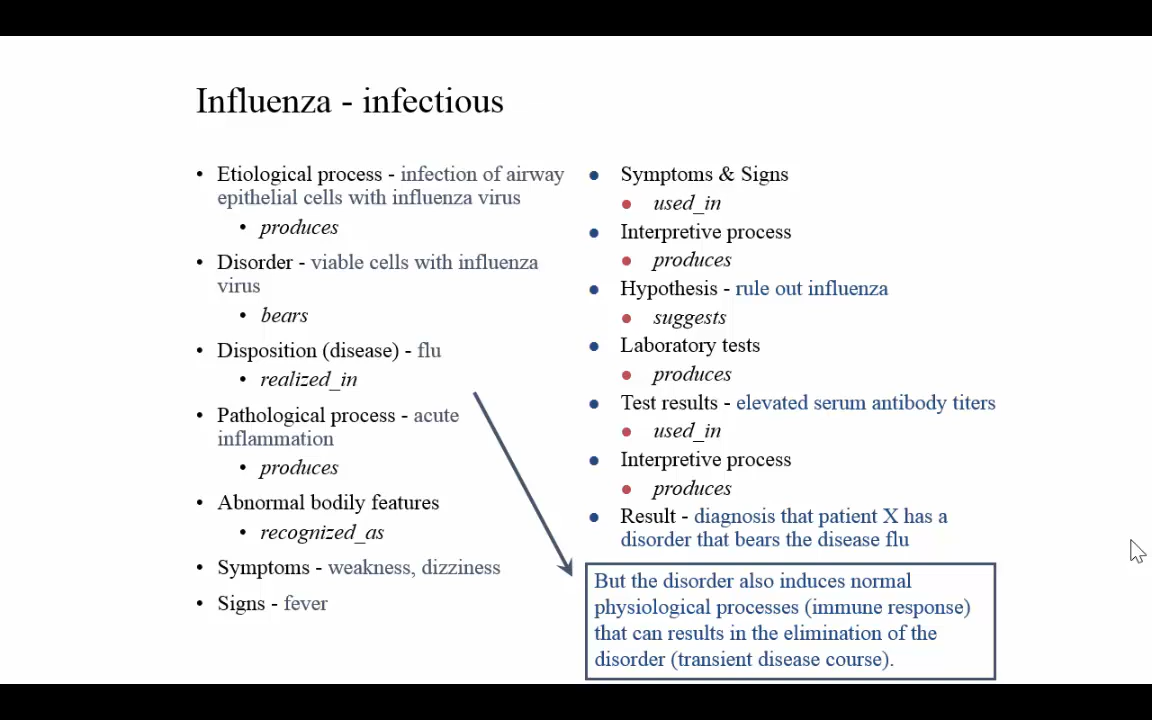 Influenza - infectious
• Etiological process - infection of airway
epithelial cells with influenza virus
• produces
• Disorder - viable cells with influenza
virus
• bears
• Disposition (disease) - flu
• realized_in
• Pathological process - acute
inflammation
• produces
• Abnormal bodily features
• recognized_as
• Symptoms - weakness, dizziness
• Signs - fever
• Symptoms & Signs
• used_in
• Interpretive process
• produces
• Hypothesis - rule out influenza
• suggests
• Laboratory tests
• produces
• Test results - elevated serum antibody titers
• used_in
• Interpretive process
• produces
• Result - diagnosis that patient X has a
disorder that bears the disease flu
But the disorder also induces normal
physiological processes (immune response)
that can results in the elimination of the
disorder (transient disease course).